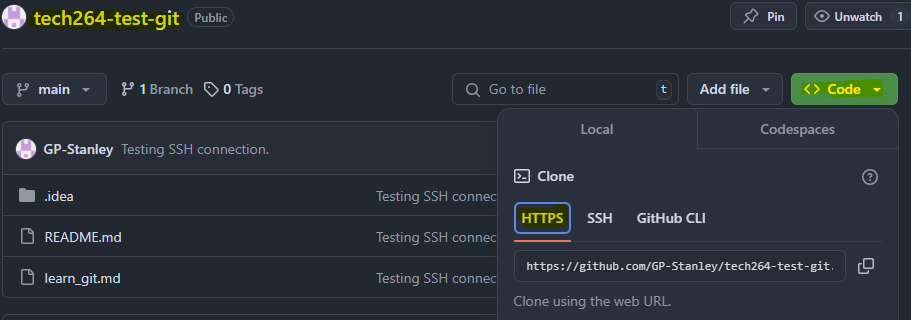 tech264-test-git Public Pin Unwatch 1
main 1 Branch 0 Tags Go to file t Add file Code
Local Codespaces
GP-Stanley Testing SSH connection.
Clone
.idea Testing SSH connec
HTTPS SSH GitHub CLI
README.md Testing SSH connec
https://github.com/GP-Stanley/tech264-test-git.
learn_git.md Testing SSH connec
Clone using the web URL.